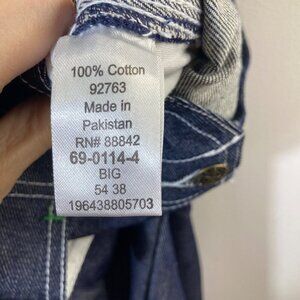 100% Cotton
92763
Made in
Pakistan
RN# 88842
69-0114-4
BIG
54 38
196438805703